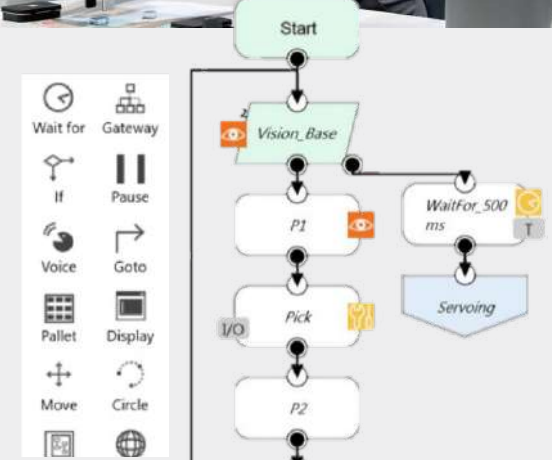 Start
Wait for
Gateway
Vision_Base
If
Pause
P1
WaitFor_500
ms
T
Voice
Goto
Servoing
Pallet
Display
I/O
Pick
Move
Circle
P2